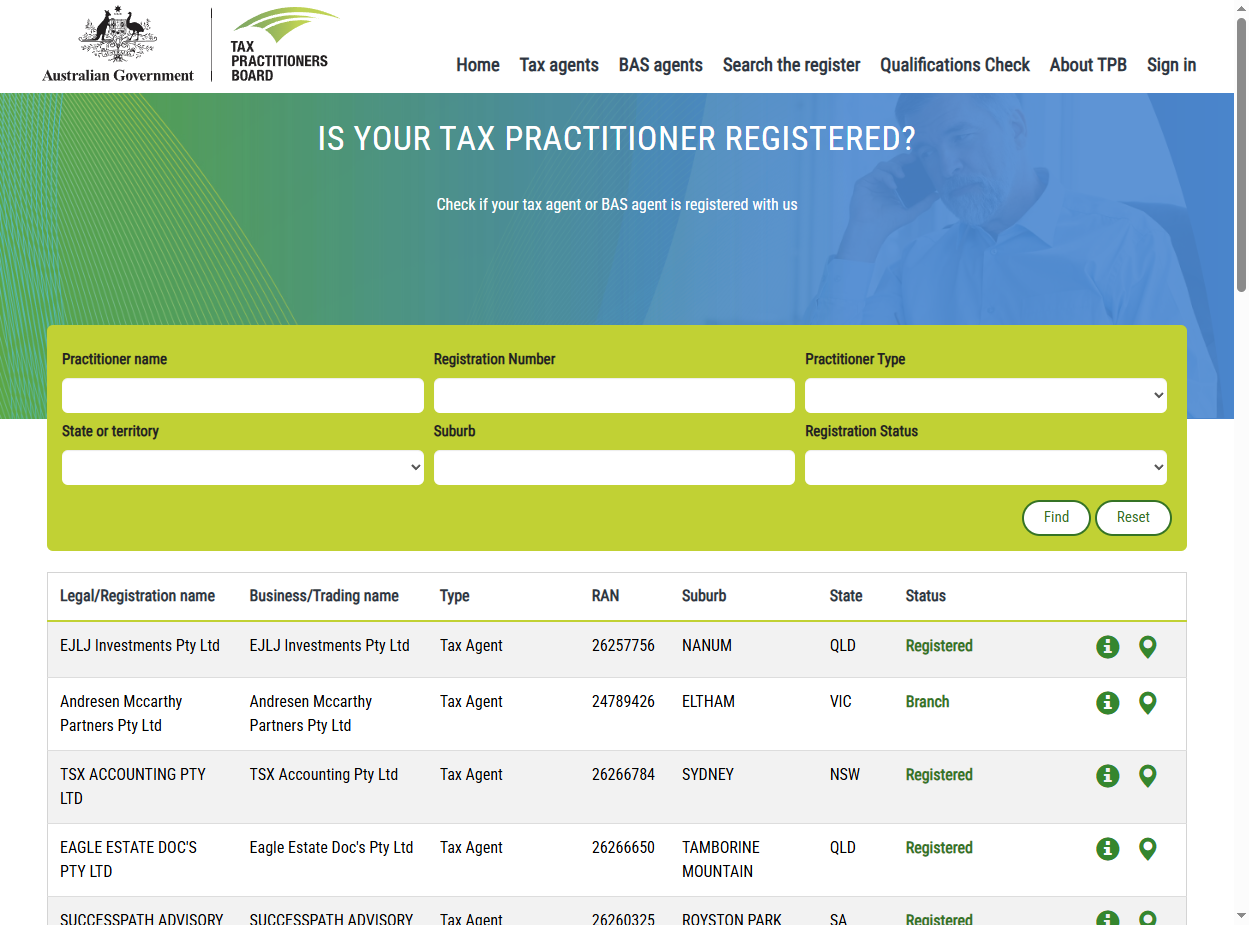 Australian Government
TAX
PRACTITIONERS
BOARD
Home Tax agents BAS agents Search the register Qualifications Check About TPB Sign in
IS YOUR TAX PRACTITIONER REGISTERED?
Check if your tax agent or BAS agent is registered with us
Practitioner name Registration Number Practitioner Type
State or territory Suburb Registration Status
Find Reset
Legal/Registration name Business/Trading name Type RAN Suburb State Status
EJLJ Investments Pty Ltd EJLJ Investments Pty Ltd Tax Agent 26257756 NANUM QLD Registered
Andresen Mccarthy Andresen Mccarthy Tax Agent 24789426 ELTHAM VIC Branch
Partners Pty Ltd Partners Pty Ltd
TSX ACCOUNTING PTY TSX Accounting Pty Ltd Tax Agent 26266784 SYDNEY NSW Registered
LTD
EAGLE ESTATE DOC'S Eagle Estate Doc's Pty Ltd Tax Agent 26266650 TAMBORINE QLD Registered
PTY LTD MOUNTAIN
SUCCESSPATH ADVISORY SUCCESSPATH ADVISORY Tax Agent 26260325 ROYSTON PARK SA Registered